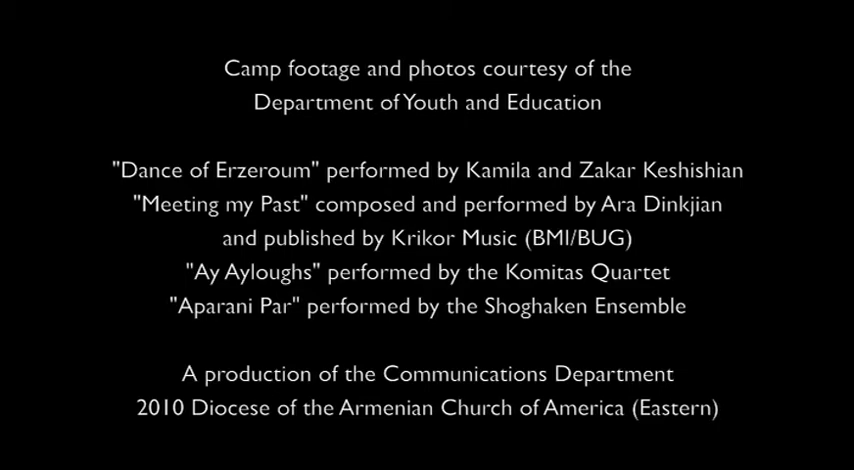 Camp footage and photos courtesy of the
Department of Youth and Education
"Dance of Erzeroum" performed by Kamila and Zakar Keshishian
"Meeting my Past" composed and performed by Ara Dinkjian
and published by Krikor Music (BMI/BUG)
"Ay Ayloughs" performed by the Komitas Quartet
"Aparani Par" performed by the Shoghaken Ensemble
A production of the Communications Department
2010 Diocese of the Armenian Church of America (Eastern)